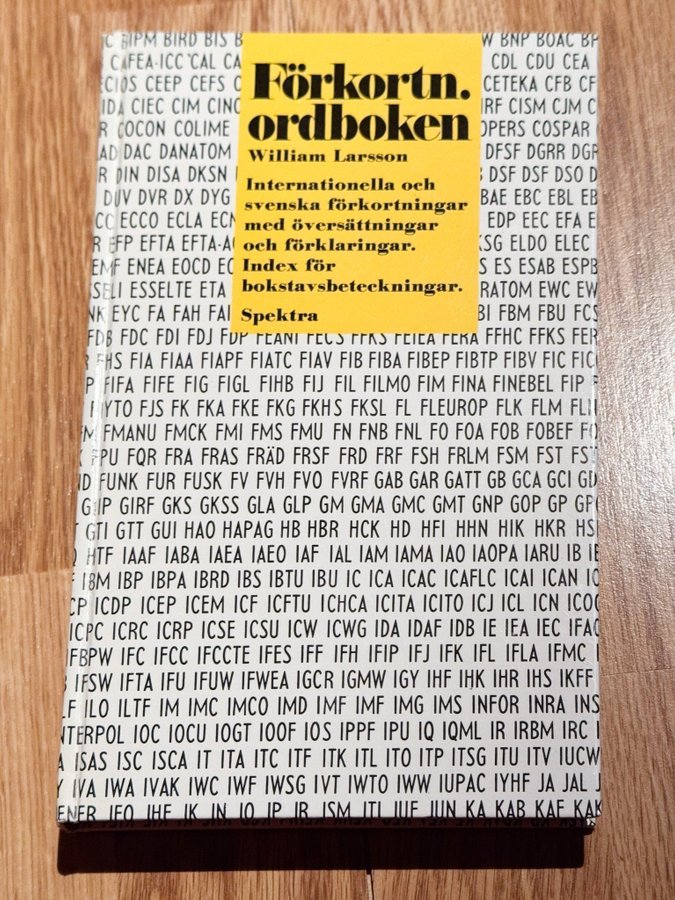 Förkortn.
ordboken
William Larsson
Internationella och
svenska förkortningar
med översättningar
och förklaringar.
Index för
bokstavsbeteckningar.
Spektra
BIPM BIRD BIS W BNP BOAC
CAFEA-ICC CAL CDL CDU CEA
CEEP CEFS CETEKA CFB CF
CIEC CIM CINC CISM CJM
COCON COLIME COSPAR
DAC DANATOM DFSF DGRR
DIN DISA DKSN DSF DSF DSO
DUV DVR DX DYG BAE EBC EBL
ECCO ECLA EDP EEC EFA
EFP EFTA EFTA- ELDO ELEC
ENEA EOCD ES ESAB
ESSELTE ETA EWC
EYC FA FAH FBM FBU FCS
FDB FDC FDI FDJ FDP FEANI FECS FFKS FEIEA FERA FFHC FFKS FER
FHS FIA FIAA FIAPF FIATC FIAV FIB FIBA FIBEP FIBTP FIBV FIC
FIFA FIFE FIG FIGL FIHB FIJ FIL FILMO FIM FINA FINEBEL FIP
FJS FK FKA FKE FKG FKHS FKSL FL FLEUROP FLK FLM
FMANU FMCK FMI FMS FMU FN FNB FNL FO FOA FOB FOBEF
FPU FQR FRA FRAS FRÄD FRSF FRD FRF FSH FRLM FSM FST
FUNK FUR FUSK FV FVH FVO FVRF GAB GAR GATT GB GCA GCI
GIRF GKS GKSS GLA GLP GM GMA GMC GMT GNP GOP GP
GTI GTT GUI HAO HAPAG HB HBR HCK HD HFI HHN HIK HKR HS
HTF IAAF IABA IAEA IAEO IAF IAL IAM IAMA IAO IAOPA IARU IB
IBM IBP IBPA IBRD IBS IBTU IBU IC ICA ICAC ICAFLC ICAI ICAN
ICDP ICEP ICEM ICF ICFTU ICHCA ICITA ICITO ICJ ICL ICN
ICPC ICRC ICRP ICSE ICSU ICW ICWG IDA IDAF IDB IE IEA IEC
IFC IFCC IFCCTE IFES IFF IFH IFIP IFJ IFK IFL IFLA IFMC
IFSW IFTA IFU IFUW IFWEA IGCR IGMW IGY IHF IHK IHR IHS IKFF
ILO ILTF IM IMC IMCO IMD IMF IMF IMG IMS INFOR INRA
INTERPOL IOC IOCU IOGT IOOF IOS IPPF IPU IQ IQML IR IRBM IRC
ISAS ISC ISCA IT ITA ITC ITF ITK ITL ITO ITP ITSG ITU ITV IUCW
IVA IWA IVAK IWC IWF IWSG IVT IWTO IWW IUPAC IYHF JA JAL
KA KAB KAF